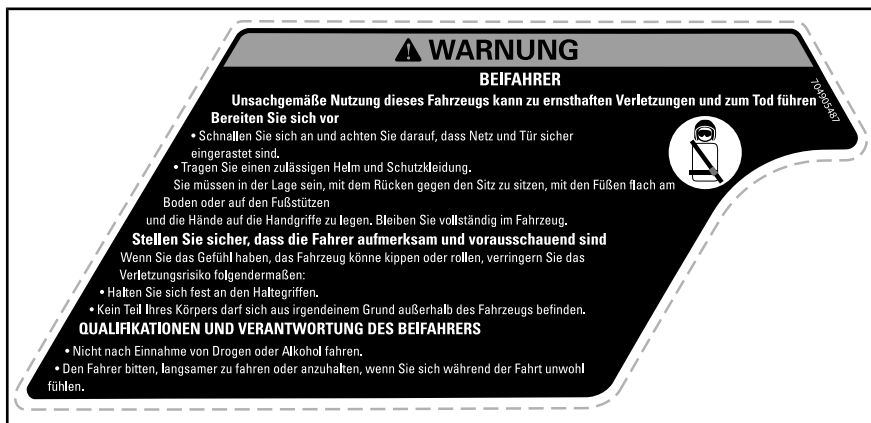 WARNUNG
BEIFAHRER
Unsachgemäße Nutzung dieses Fahrzeugs kann zu ernsthaften Verletzungen und zum Tod führen
Bereiten Sie sich vor
• Schnallen Sie sich an und achten Sie darauf, dass Netz und Tür sicher
eingerastet sind.
• Tragen Sie einen zulässigen Helm und Schutzkleidung.
Sie müssen in der Lage sein, mit dem Rücken gegen den Sitz zu sitzen, mit den Füßen flach am
Boden oder auf den Fußstützen
und die Hände auf die Handgriffe zu legen. Bleiben Sie vollständig im Fahrzeug.
Stellen Sie sicher, dass die Fahrer aufmerksam und vorausschauend sind
Wenn Sie das Gefühl haben, das Fahrzeug könne kippen oder rollen, verringern Sie das
Verletzungsrisiko folgendermaßen:
• Halten Sie sich fest an den Haltegriffen.
• Kein Teil Ihres Körpers darf sich aus irgendeinem Grund außerhalb des Fahrzeugs befinden.
QUALIFIKATIONEN UND VERANTWORTUNG DES BEIFAHRERS
• Nicht nach Einnahme von Drogen oder Alkohol fahren.
• Den Fahrer bitten, langsamer zu fahren oder anzuhalten, wenn Sie sich während der Fahrt unwohl
fühlen.
704905487